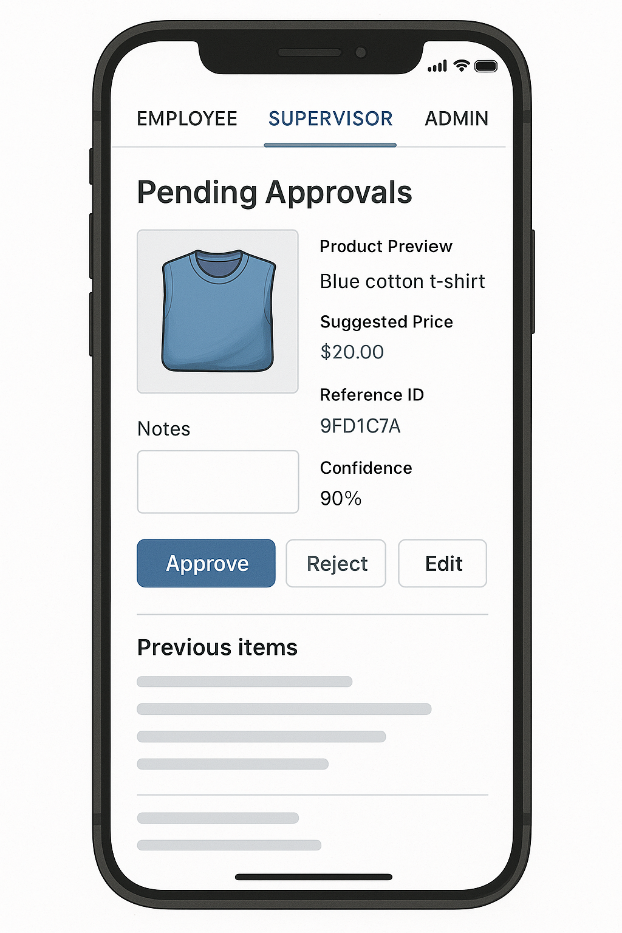 EMPLOYEE SUPERVISOR ADMIN
Pending Approvals
Product Preview
Blue cotton t-shirt
Suggested Price
$20.00
Reference ID
9FD1C7A
Confidence
90%
Notes
Approve Reject Edit
Previous items